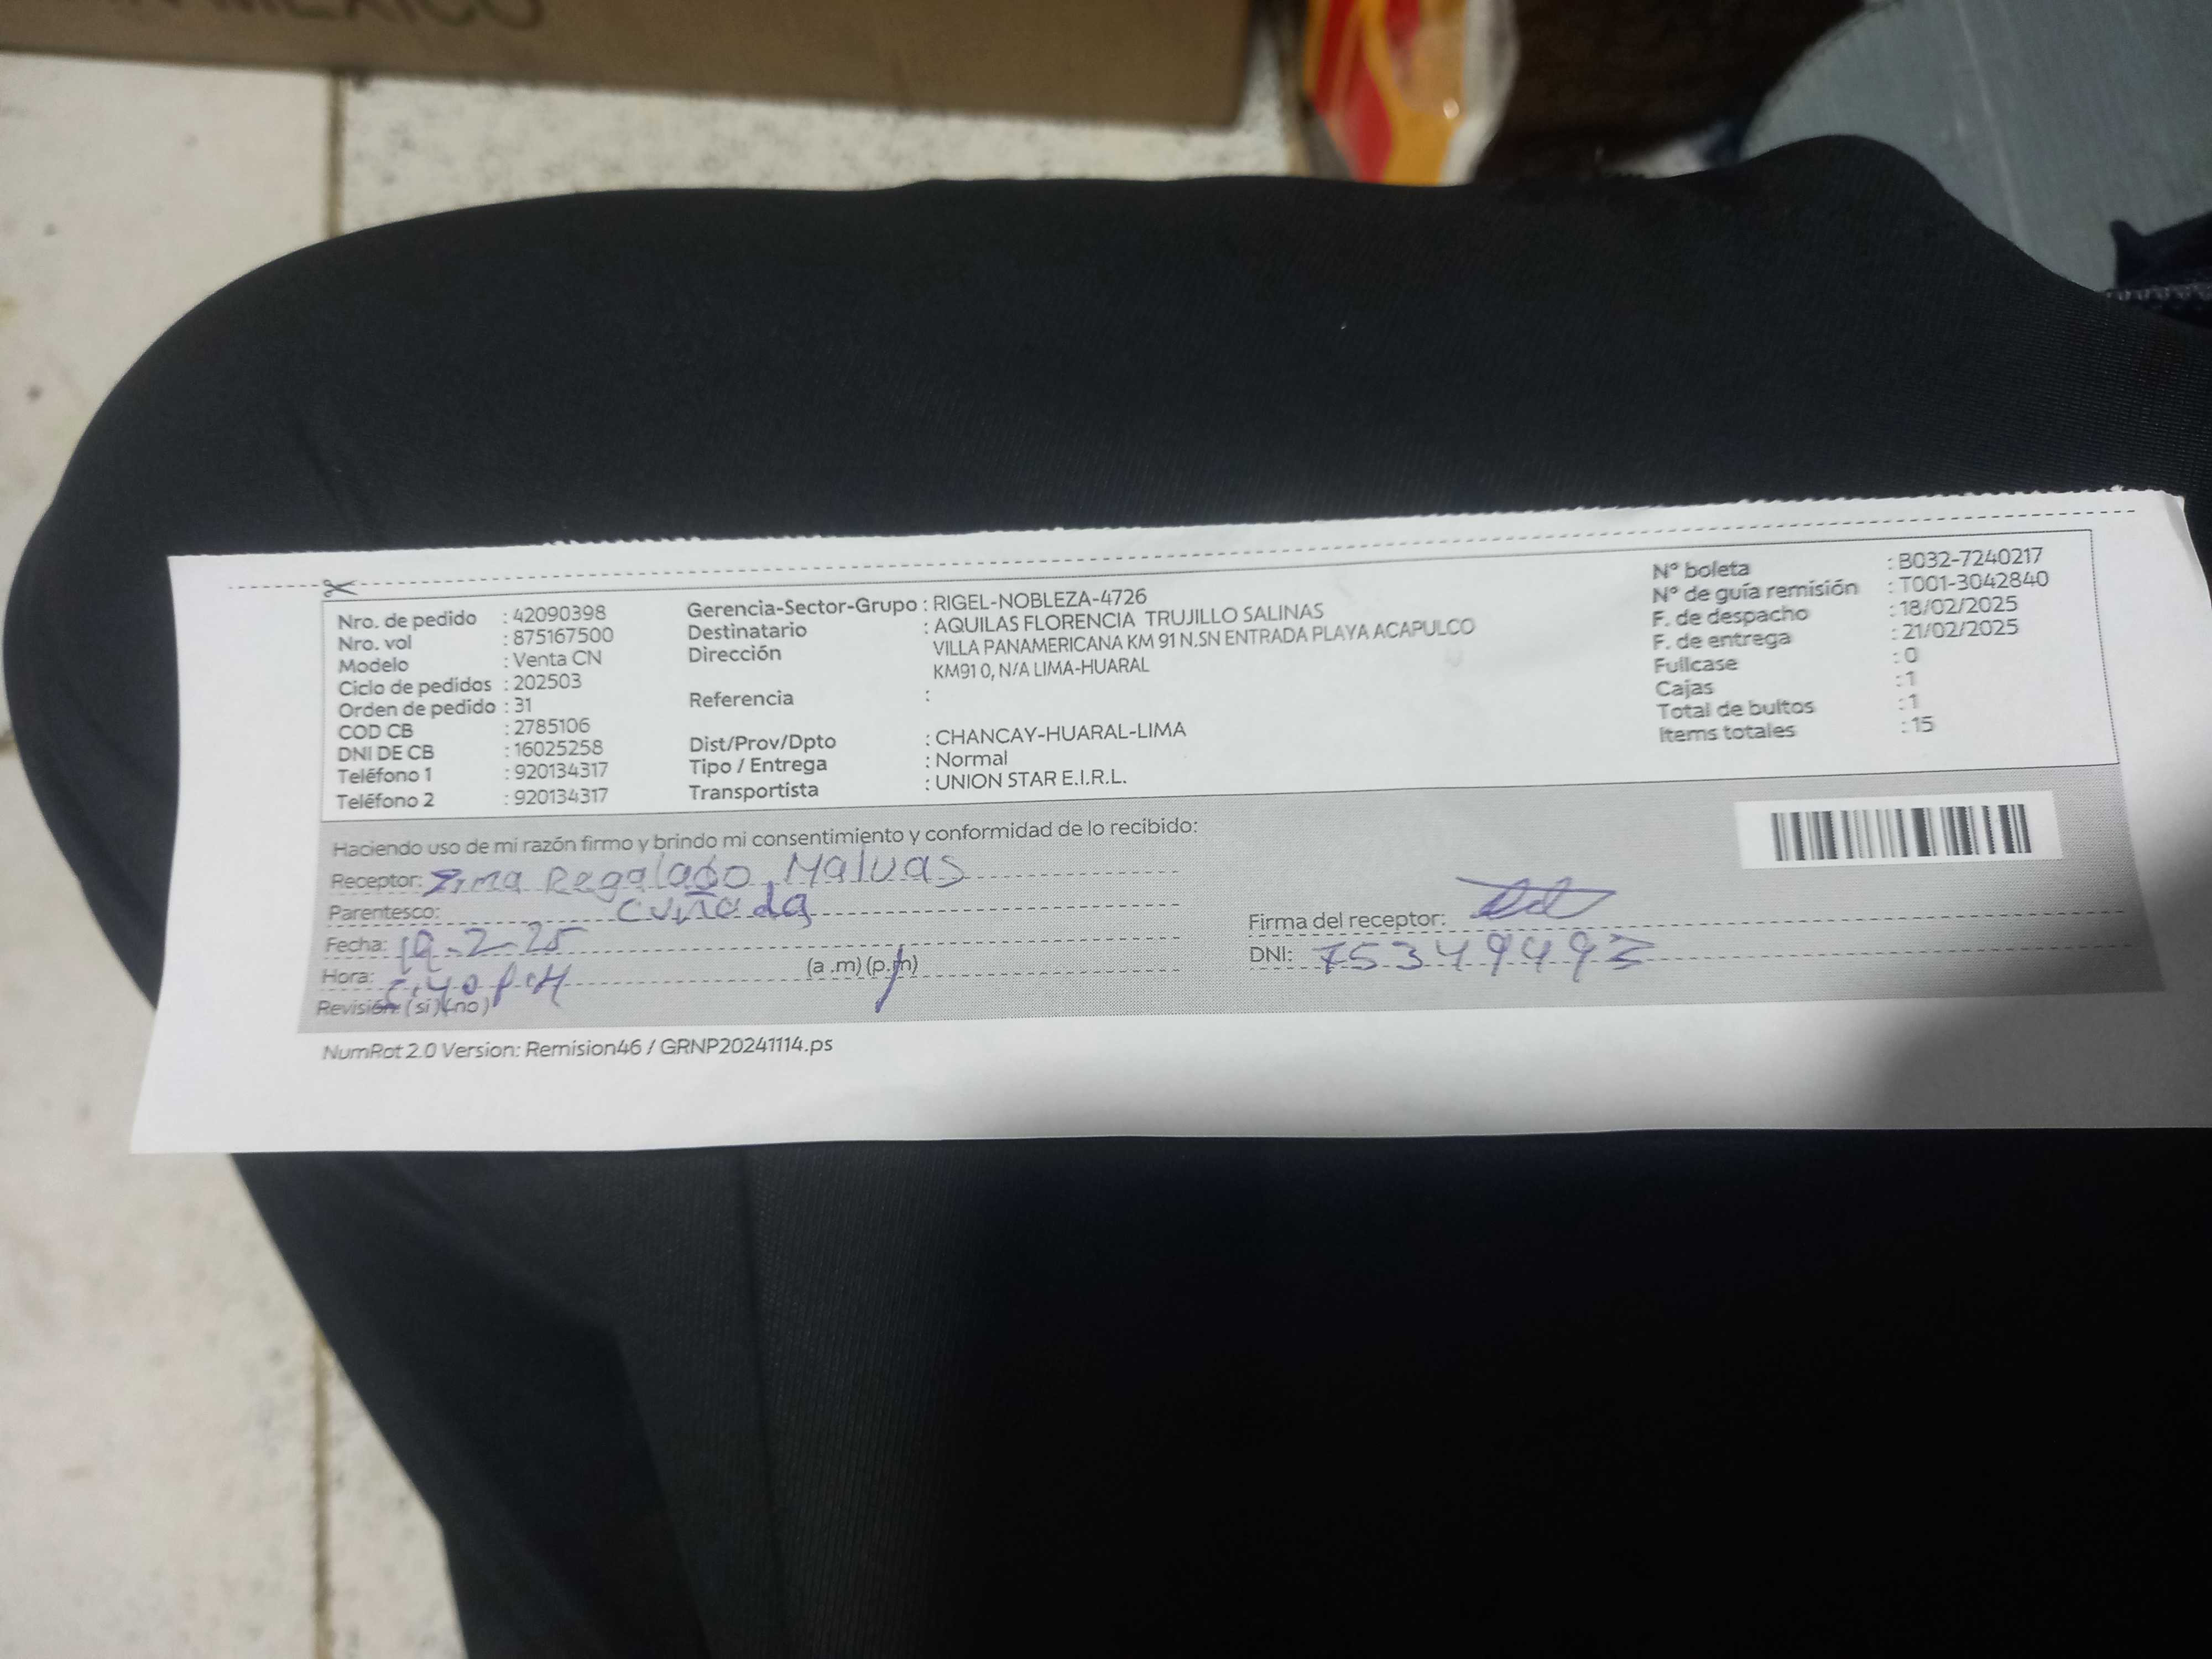 MEXICO
Nro. de pedido : 42090398
Nro. vol : 875167500
Modelo : Venta CN
Ciclo de pedidos : 202503
Orden de pedido : 31
COD CB : 2785106
DNI DE CB : 16025258
Teléfono 1 : 920134317
Teléfono 2 : 920134317
Gerencia-Sector-Grupo : RIGEL-NOBLEZA-4726
Destinatario : AQUILAS FLORENCIA TRUJILLO SALINAS
Dirección VILLA PANAMERICANA KM 91 N.SN ENTRADA PLAYA ACAPULCO
KM91 0, N/A LIMA-HUARAL
Referencia :
Dist/Prov/Dpto : CHANCAY-HUARAL-LIMA
Tipo / Entrega : Normal
Transportista : UNION STAR E.I.R.L.
N° boleta : B032-7240217
N° de guía remisión : T001-3042840
F. de despacho : 18/02/2025
F. de entrega : 21/02/2025
Fullcase : 0
Cajas : 1
Total de bultos : 1
Items totales : 15
Haciendo uso de mi razón firmo y brindo mi consentimiento y conformidad de lo recibido:
Receptor: Regalado Malvas
Parentesco: cuñada
Fecha: 19-2-25
Hora: PM (a .m) (p.m)
Revisión: (si) (no)
Firma del receptor:
DNI: 75349493
NumRot 2.0 Version: Remision46 / GRNP20241114.ps